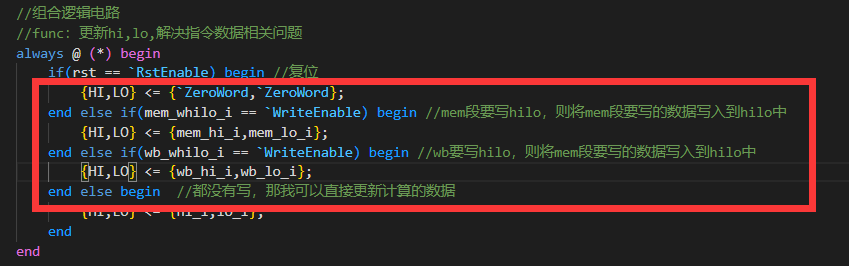 //组合逻辑电路
//func: 更新hi,lo,解决指令数据相关问题
always @ (*) begin
if(rst == `RstEnable) begin //复位
{HI,LO} <= {`ZeroWord,`ZeroWord};
end else if(mem_whilo_i == `WriteEnable) begin //mem段要写hilo，则将mem段要写的数据写入到hilo中
{HI,LO} <= {mem_hi_i,mem_lo_i};
end else if(wb_whilo_i == `WriteEnable) begin //wb要写hilo，则将mem段要写的数据写入到hilo中
{HI,LO} <= {wb_hi_i,wb_lo_i};
end else begin  //都没有写，那我可以直接更新计算的数据
{HI,LO} <= {hi_i,lo_i};
end
end